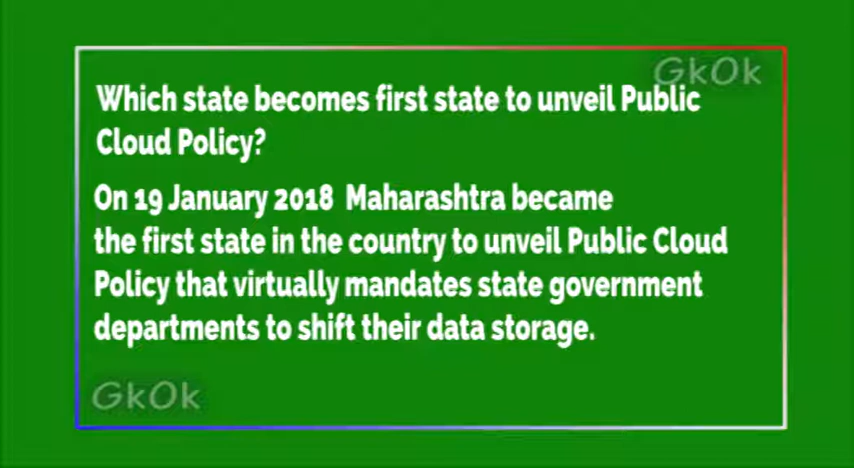 GkOk
Which state becomes first state to unveil Public
Cloud Policy?
On 19 January 2018 Maharashtra became
the first state in the country to unveil Public Cloud
Policy that virtually mandates state government
departments to shift their data storage.
GkOk